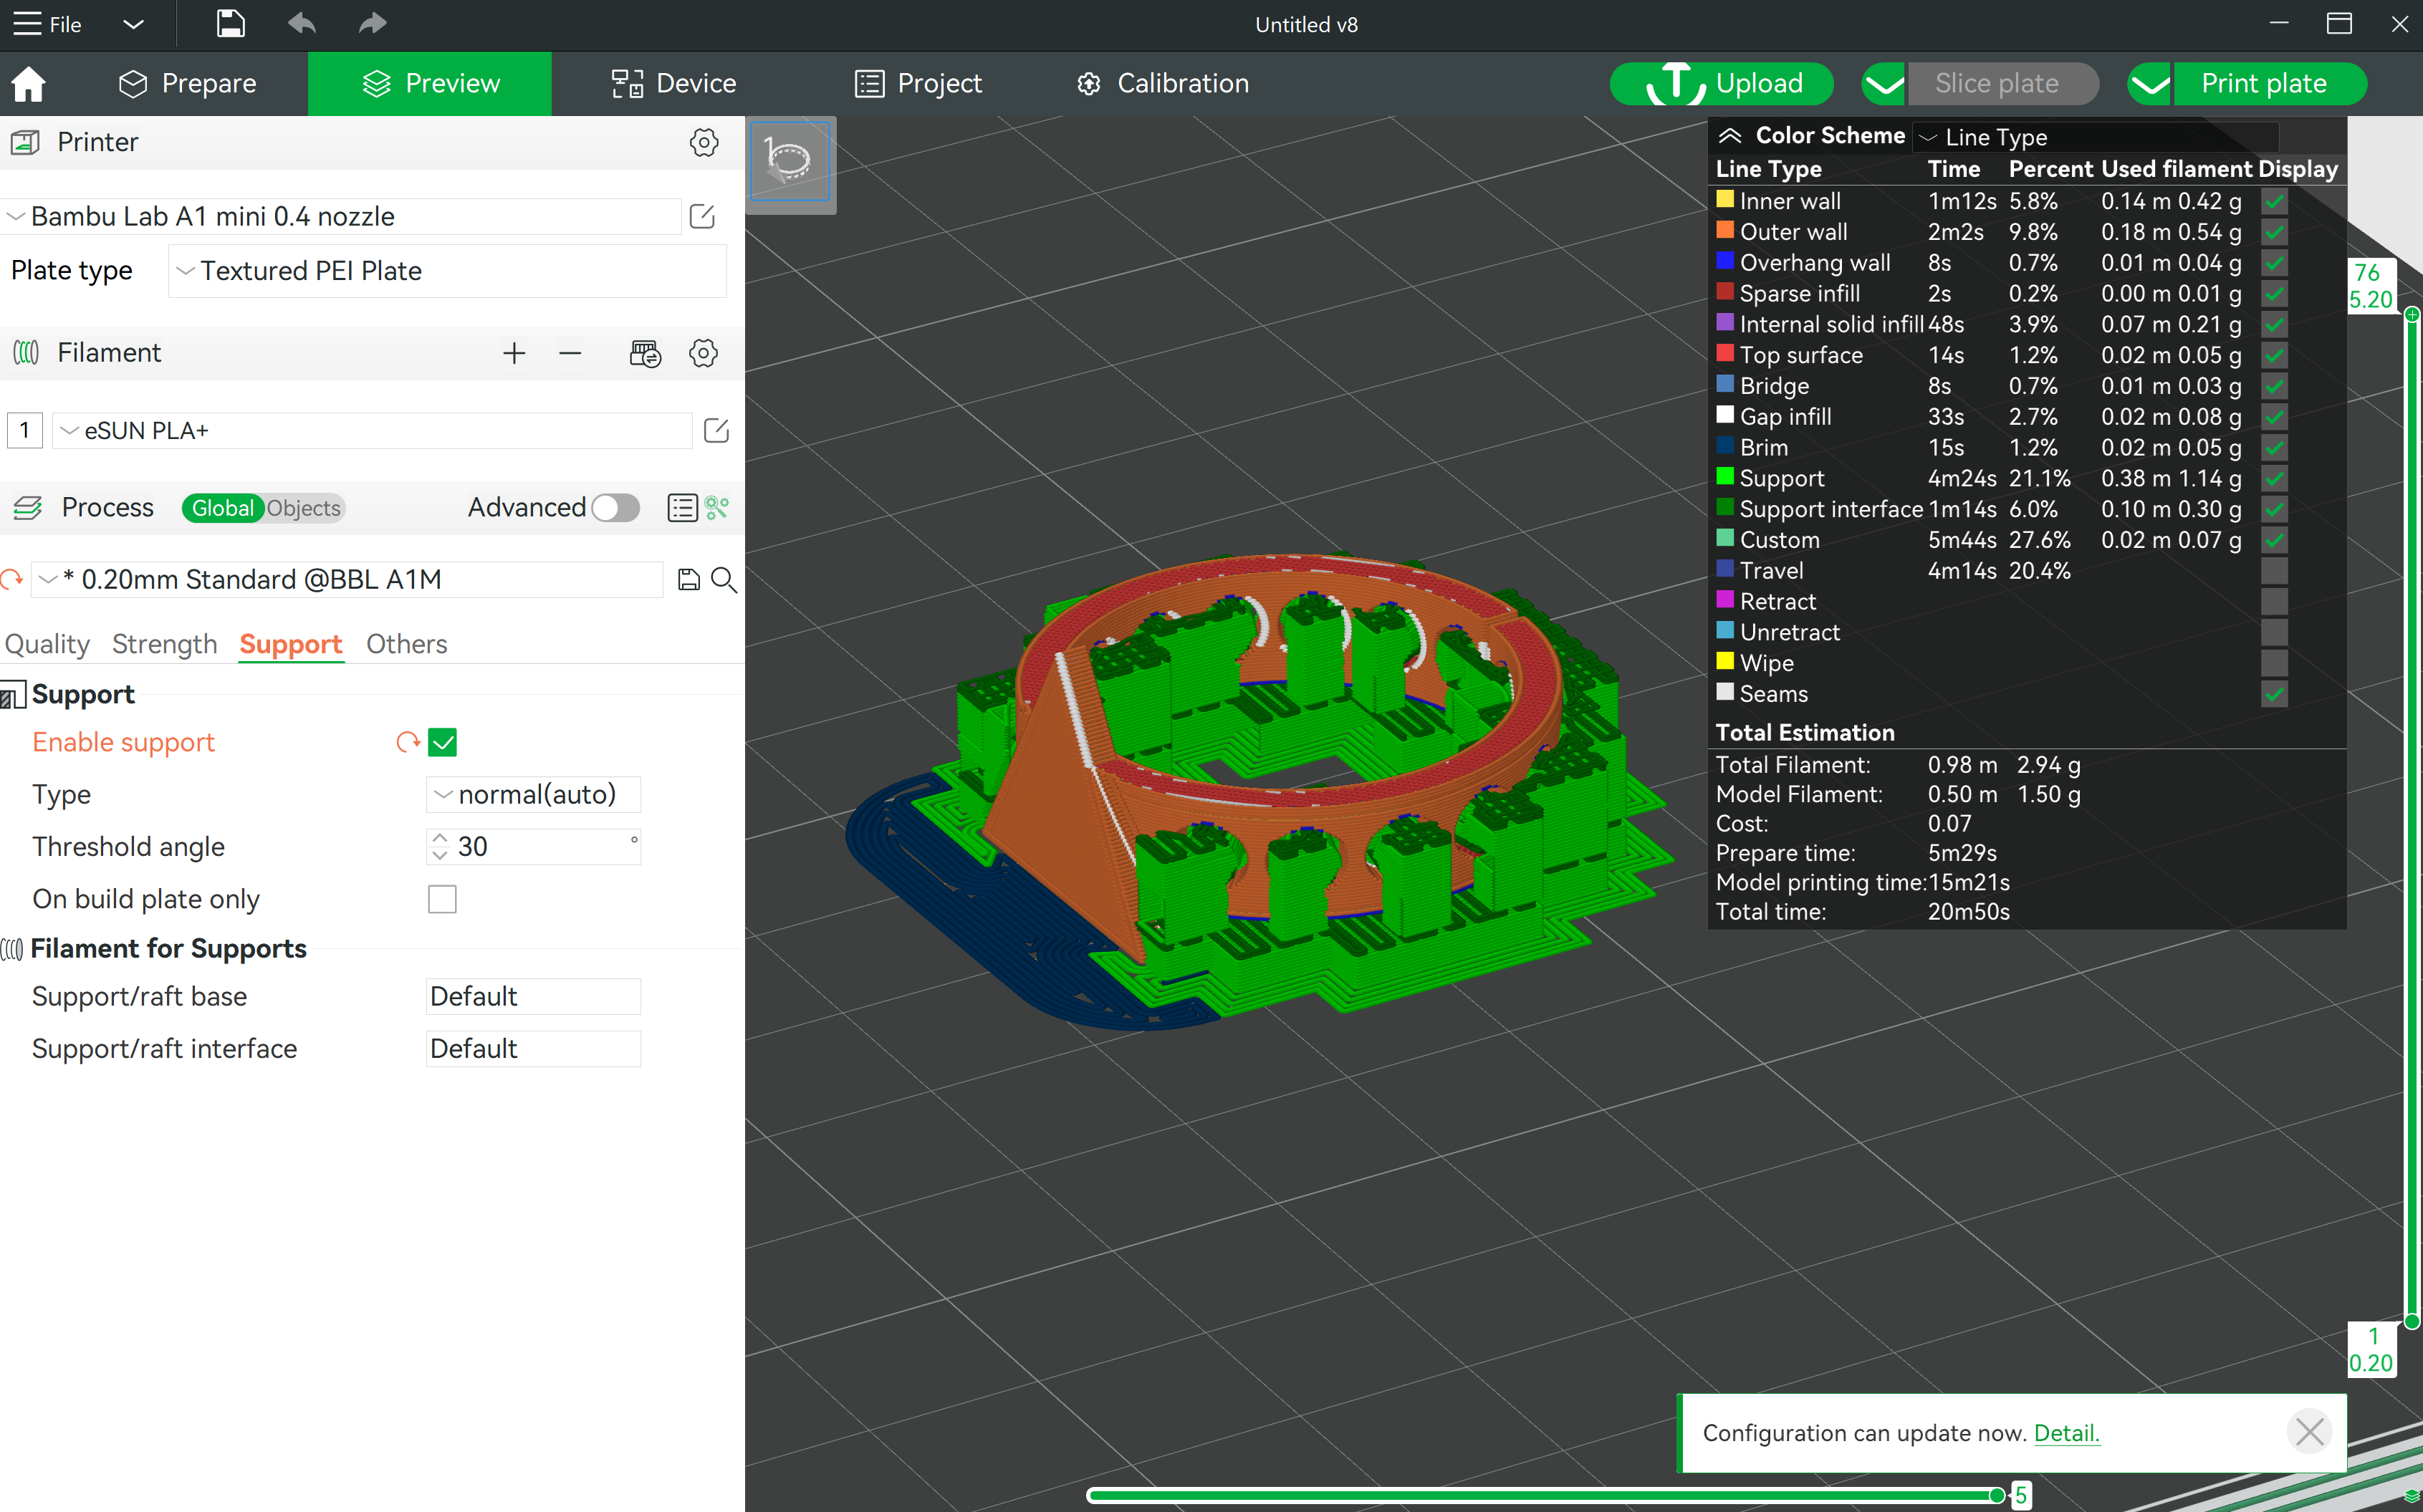 File
Untitled v8
Prepare
Preview
Device
Project
Calibration
Upload
Slice plate
Print plate
Printer
Bambu Lab A1 mini 0.4 nozzle
Plate type
Textured PEI Plate
Filament
1
eSUN PLA+
Process
Global
Objects
Advanced
* 0.20mm Standard @BBL A1M
Quality
Strength
Support
Others
Support
Enable support
Type
normal(auto)
Threshold angle
30 °
On build plate only
Filament for Supports
Support/raft base
Default
Support/raft interface
Default
1
Color Scheme Line Type
Line Type Time Percent Used filament Display
Inner wall 1m12s 5.8% 0.14 m 0.42 g
Outer wall 2m2s 9.8% 0.18 m 0.54 g
Overhang wall 8s 0.7% 0.01 m 0.04 g
Sparse infill 2s 0.2% 0.00 m 0.01 g
Internal solid infill 48s 3.9% 0.07 m 0.21 g
Top surface 14s 1.2% 0.02 m 0.05 g
Bridge 8s 0.7% 0.01 m 0.03 g
Gap infill 33s 2.7% 0.02 m 0.08 g
Brim 15s 1.2% 0.02 m 0.05 g
Support 4m24s 21.1% 0.38 m 1.14 g
Support interface 1m14s 6.0% 0.10 m 0.30 g
Custom 5m44s 27.6% 0.02 m 0.07 g
Travel 4m14s 20.4%
Retract
Unretract
Wipe
Seams
Total Estimation
Total Filament: 0.98 m 2.94 g
Model Filament: 0.50 m 1.50 g
Cost: 0.07
Prepare time: 5m29s
Model printing time: 15m21s
Total time: 20m50s
76
5.20
1
0.20
Configuration can update now. Detail.
5